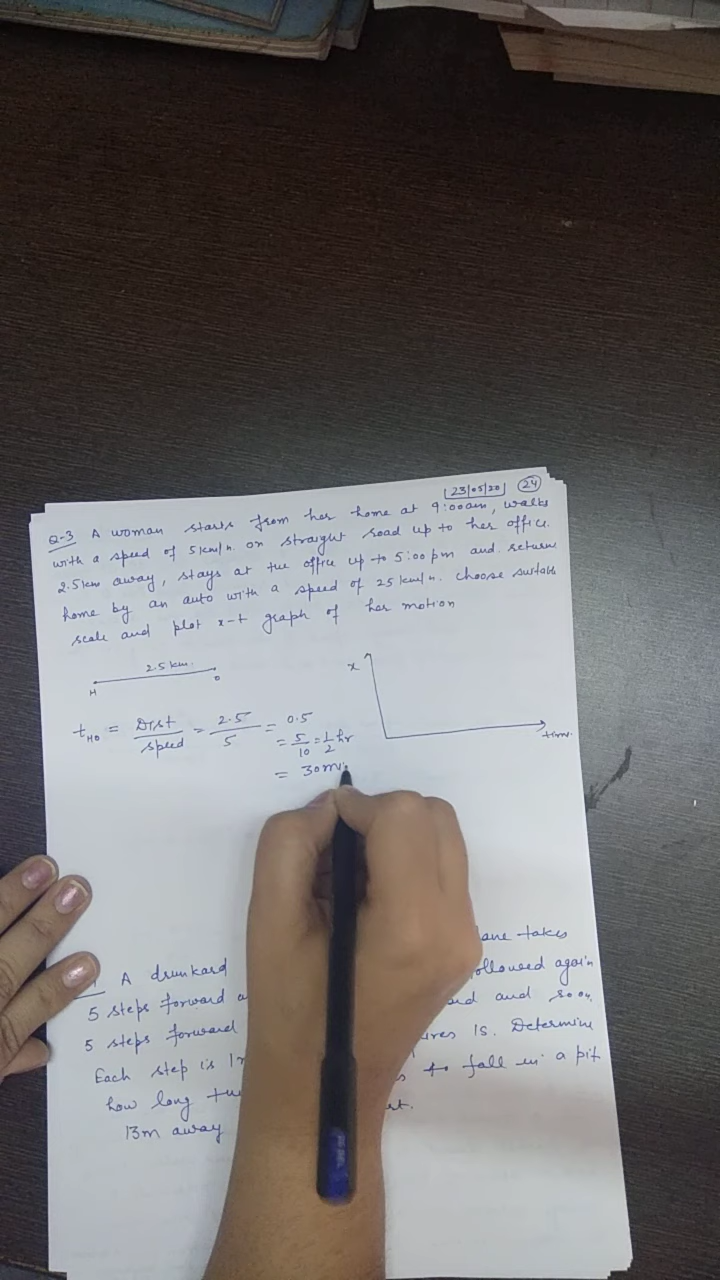 23/05/20 24
Q-3 A woman starts from her home at 9:00am, walks
with a speed of 5km/h. on straight road up to her office.
2.5km away, stays at the office up to 5:00 pm and return
home by an auto with a speed of 25 km/h. choose suitable
scale and plot x-t graph of her motion
2.5 km.
H O
x
time.
tHO = Dist/speed = 2.5/5 = 0.5
= 5/10 = 1/2 hr
= 30 mi
A drunkard lane takes
5 steps forward followed again
5 steps forward and so on.
Each step is 1 1s. Determine
how long to fall in a pit
13m away